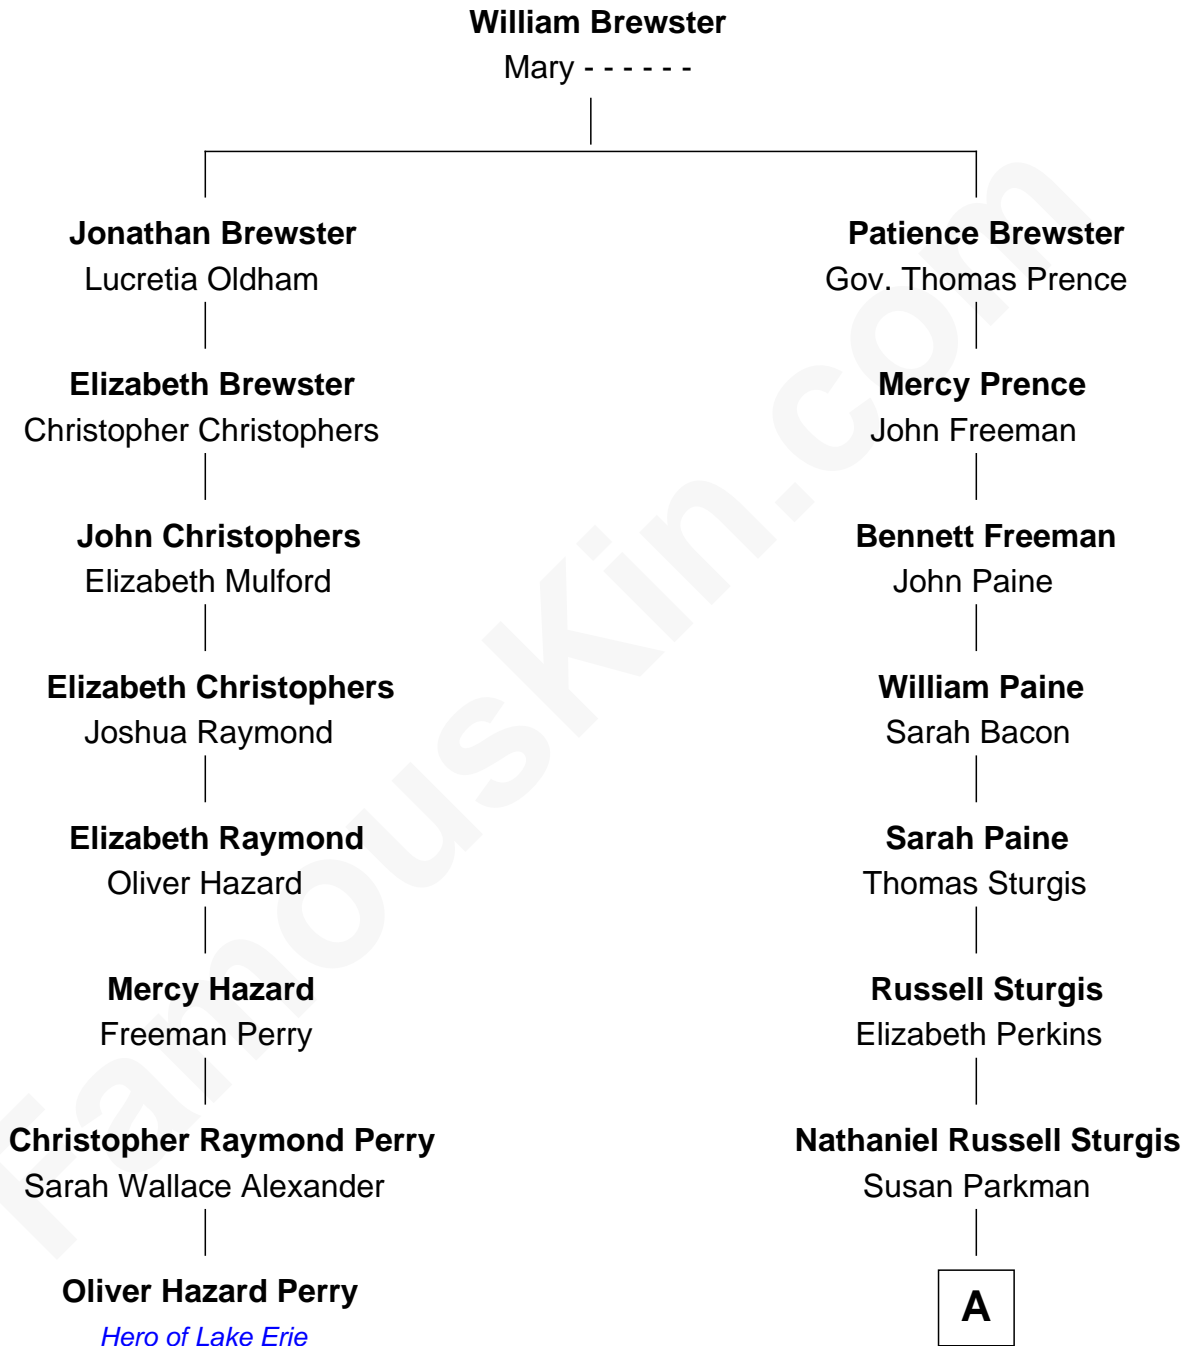 William Brewster
Mary - - - - - -
Jonathan Brewster
Lucretia Oldham
Patience Brewster
Gov. Thomas Prence
Elizabeth Brewster
Christopher Christophers
Mercy Prence
John Freeman
John Christophers
Elizabeth Mulford
Bennett Freeman
John Paine
Elizabeth Christophers
Joshua Raymond
William Paine
Sarah Bacon
Elizabeth Raymond
Oliver Hazard
Sarah Paine
Thomas Sturgis
Mercy Hazard
Freeman Perry
Russell Sturgis
Elizabeth Perkins
Christopher Raymond Perry
Sarah Wallace Alexander
Nathaniel Russell Sturgis
Susan Parkman
Oliver Hazard Perry
Hero of Lake Erie
A
FamousKin.com